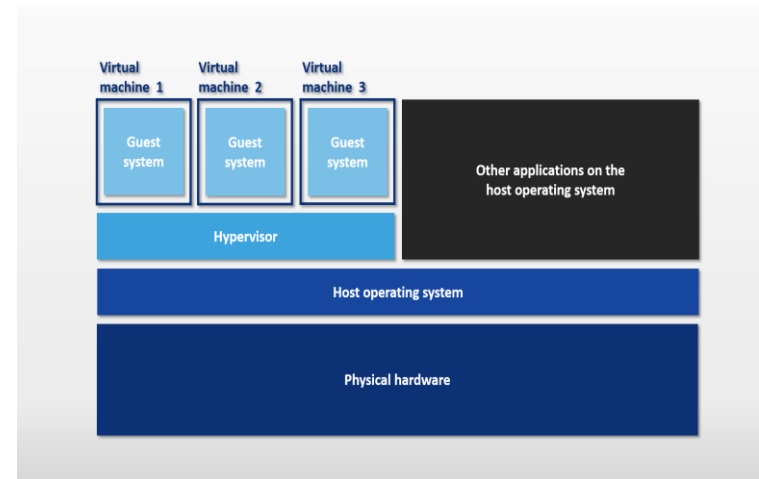 Virtual
machine 1
Virtual
machine 2
Virtual
machine 3
Guest
system
Guest
system
Guest
system
Other applications on the
host operating system
Hypervisor
Host operating system
Physical hardware